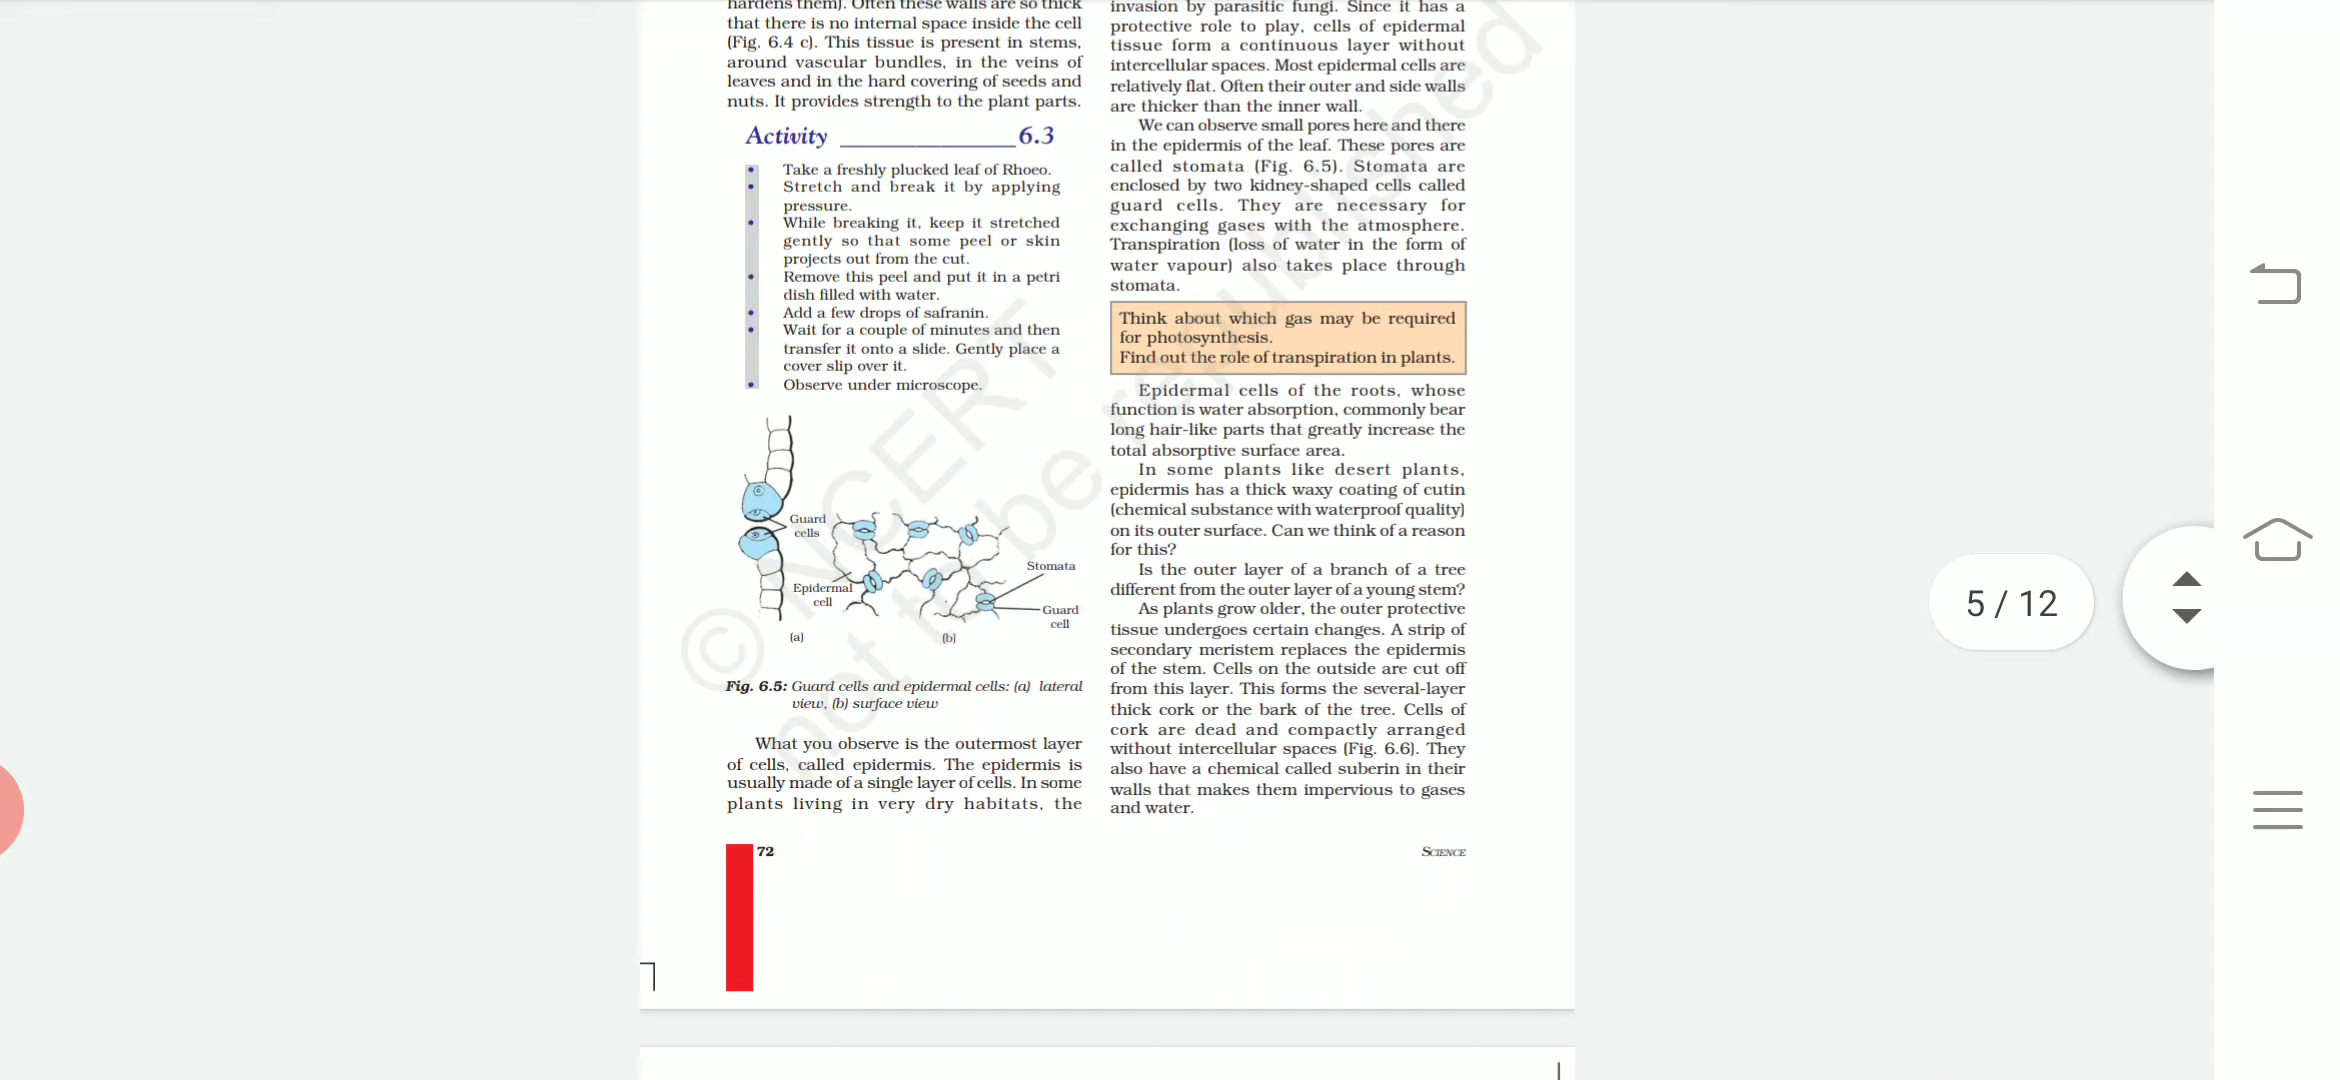 hardens them). Often these walls are so thick
that there is no internal space inside the cell
(Fig. 6.4 c). This tissue is present in stems,
around vascular bundles, in the veins of
leaves and in the hard covering of seeds and
nuts. It provides strength to the plant parts.
Activity ______________ 6.3
• Take a freshly plucked leaf of Rhoeo.
• Stretch and break it by applying
pressure.
• While breaking it, keep it stretched
gently so that some peel or skin
projects out from the cut.
• Remove this peel and put it in a petri
dish filled with water.
• Add a few drops of safranin.
• Wait for a couple of minutes and then
transfer it onto a slide. Gently place a
cover slip over it.
• Observe under microscope.
Guard
cells
Epidermal
cell
(a)
Stomata
Guard
cell
(b)
Fig. 6.5: Guard cells and epidermal cells: (a) lateral
view, (b) surface view
What you observe is the outermost layer
of cells, called epidermis. The epidermis is
usually made of a single layer of cells. In some
plants living in very dry habitats, the
invasion by parasitic fungi. Since it has a
protective role to play, cells of epidermal
tissue form a continuous layer without
intercellular spaces. Most epidermal cells are
relatively flat. Often their outer and side walls
are thicker than the inner wall.
We can observe small pores here and there
in the epidermis of the leaf. These pores are
called stomata (Fig. 6.5). Stomata are
enclosed by two kidney-shaped cells called
guard cells. They are necessary for
exchanging gases with the atmosphere.
Transpiration (loss of water in the form of
water vapour) also takes place through
stomata.
Think about which gas may be required
for photosynthesis.
Find out the role of transpiration in plants.
Epidermal cells of the roots, whose
function is water absorption, commonly bear
long hair-like parts that greatly increase the
total absorptive surface area.
In some plants like desert plants,
epidermis has a thick waxy coating of cutin
(chemical substance with waterproof quality)
on its outer surface. Can we think of a reason
for this?
Is the outer layer of a branch of a tree
different from the outer layer of a young stem?
As plants grow older, the outer protective
tissue undergoes certain changes. A strip of
secondary meristem replaces the epidermis
of the stem. Cells on the outside are cut off
from this layer. This forms the several-layer
thick cork or the bark of the tree. Cells of
cork are dead and compactly arranged
without intercellular spaces (Fig. 6.6). They
also have a chemical called suberin in their
walls that makes them impervious to gases
and water.
72
SCIENCE
© NCERT
not to be republished
5 / 12